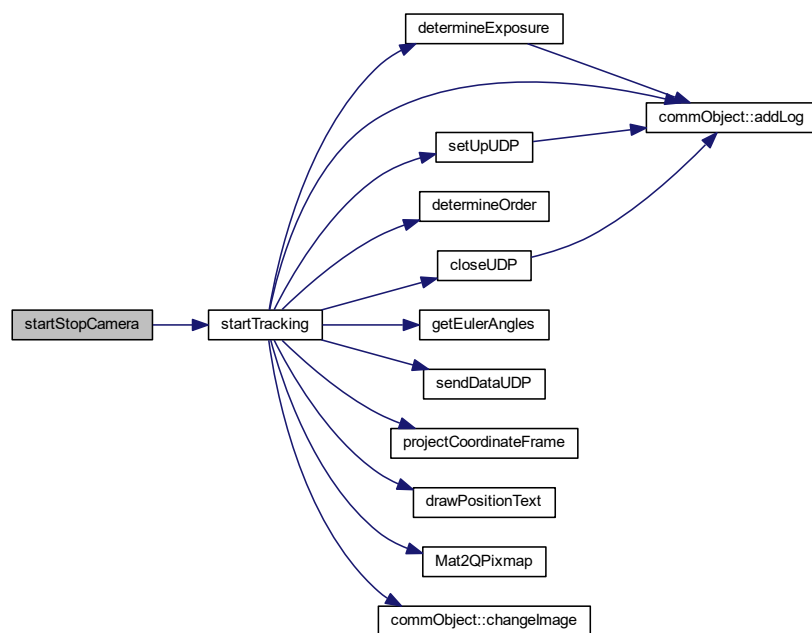 determineExposure
commObject::addLog
setUpUDP
determineOrder
closeUDP
startStopCamera
startTracking
getEulerAngles
sendDataUDP
projectCoordinateFrame
drawPositionText
Mat2QPixmap
commObject::changeImage